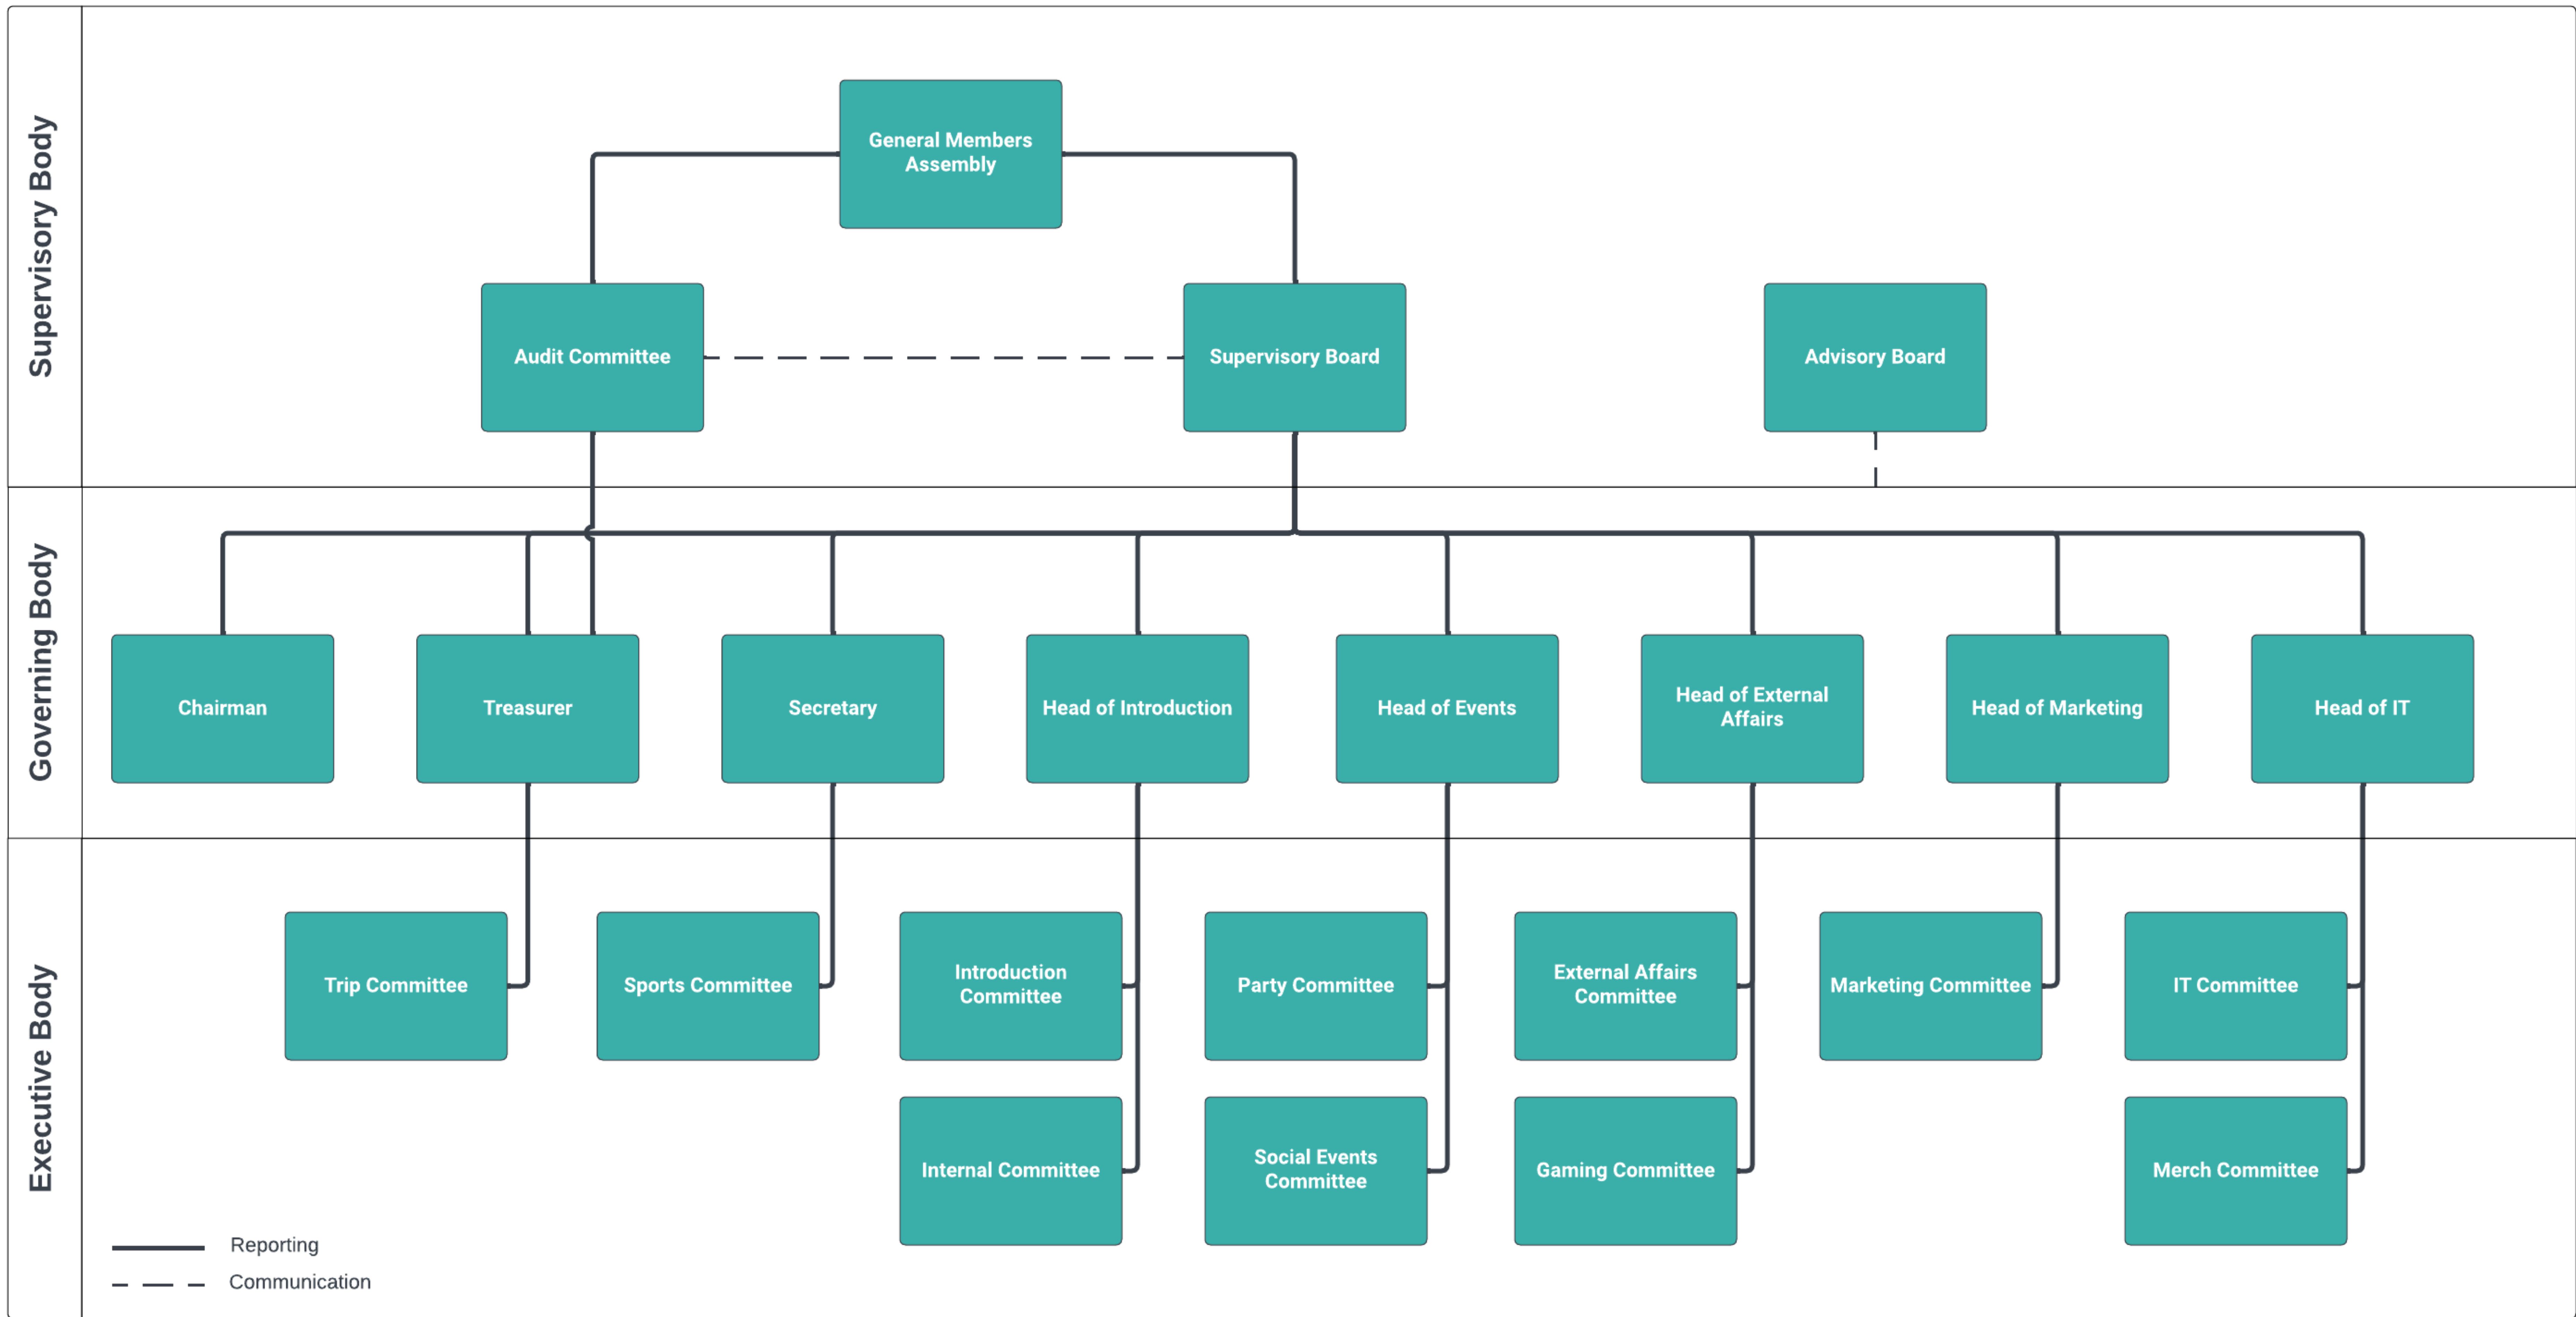 Supervisory Body
General Members
Assembly
Audit Committee
Supervisory Board
Advisory Board
Governing Body
Chairman
Treasurer
Secretary
Head of Introduction
Head of Events
Head of External
Affairs
Head of Marketing
Head of IT
Executive Body
Trip Committee
Sports Committee
Introduction
Committee
Party Committee
External Affairs
Committee
Marketing Committee
IT Committee
Internal Committee
Social Events
Committee
Gaming Committee
Merch Committee
Reporting
Communication